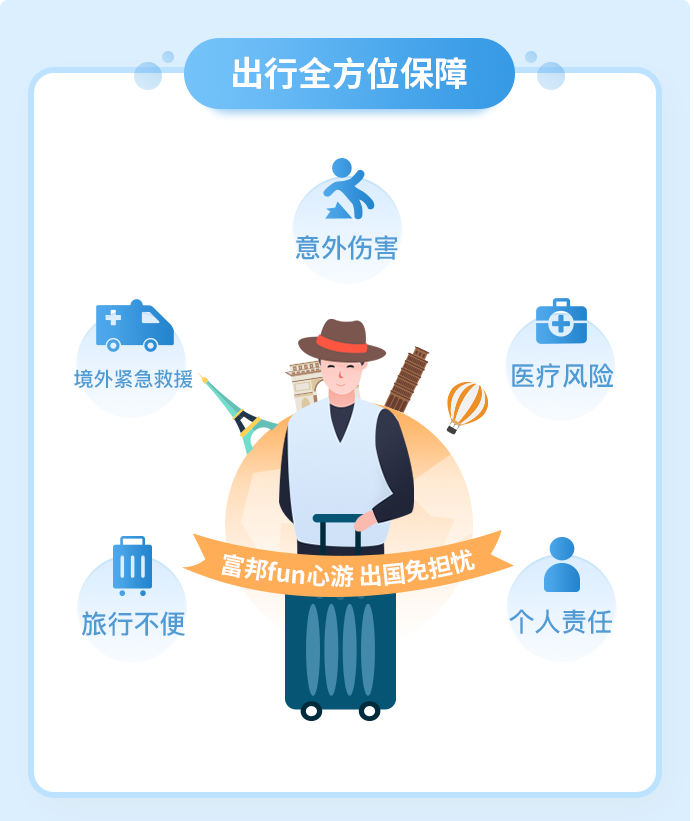 出行全方位保障
意外伤害
境外紧急救援
医疗风险
富邦fun心游 出国免担忧
旅行不便
个人责任